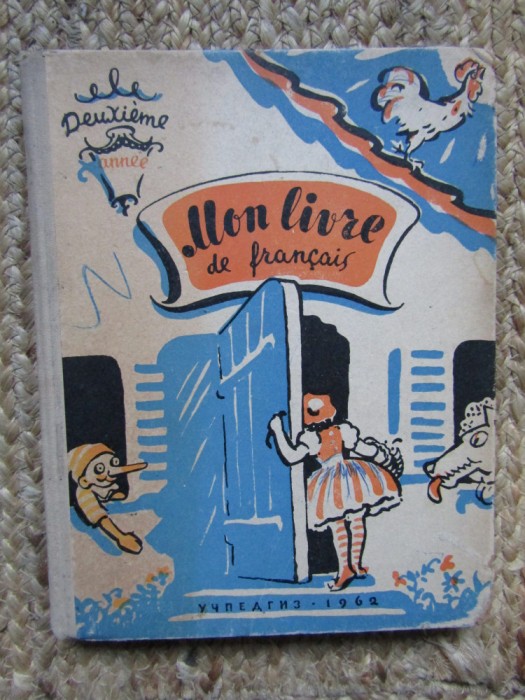 Deuxième
année
Mon livre
de français
УЧПЕДГИЗ · 1962